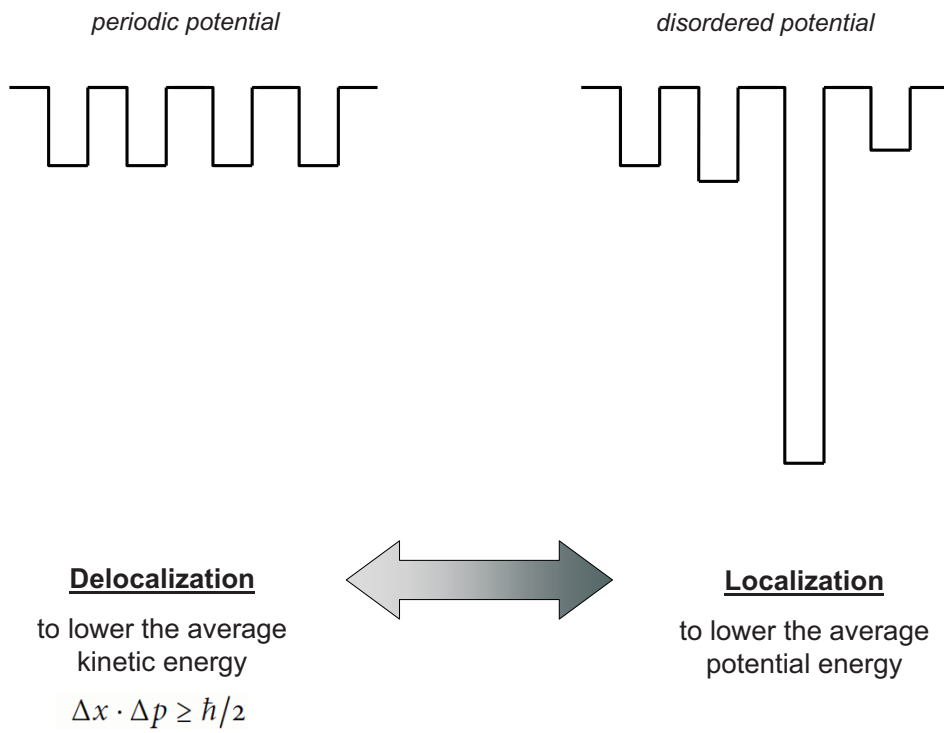 periodic potential
disordered potential
Delocalization
to lower the average
kinetic energy
Δx · Δp ≥ ħ/2
Localization
to lower the average
potential energy